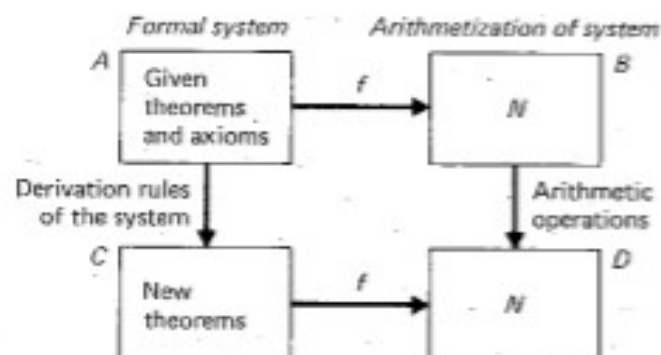 Formal system
Arithmetization of system
A
B
Given
theorems
and axioms
f
N
Derivation rules
of the system
Arithmetic
operations
C
D
New
theorems
f
N